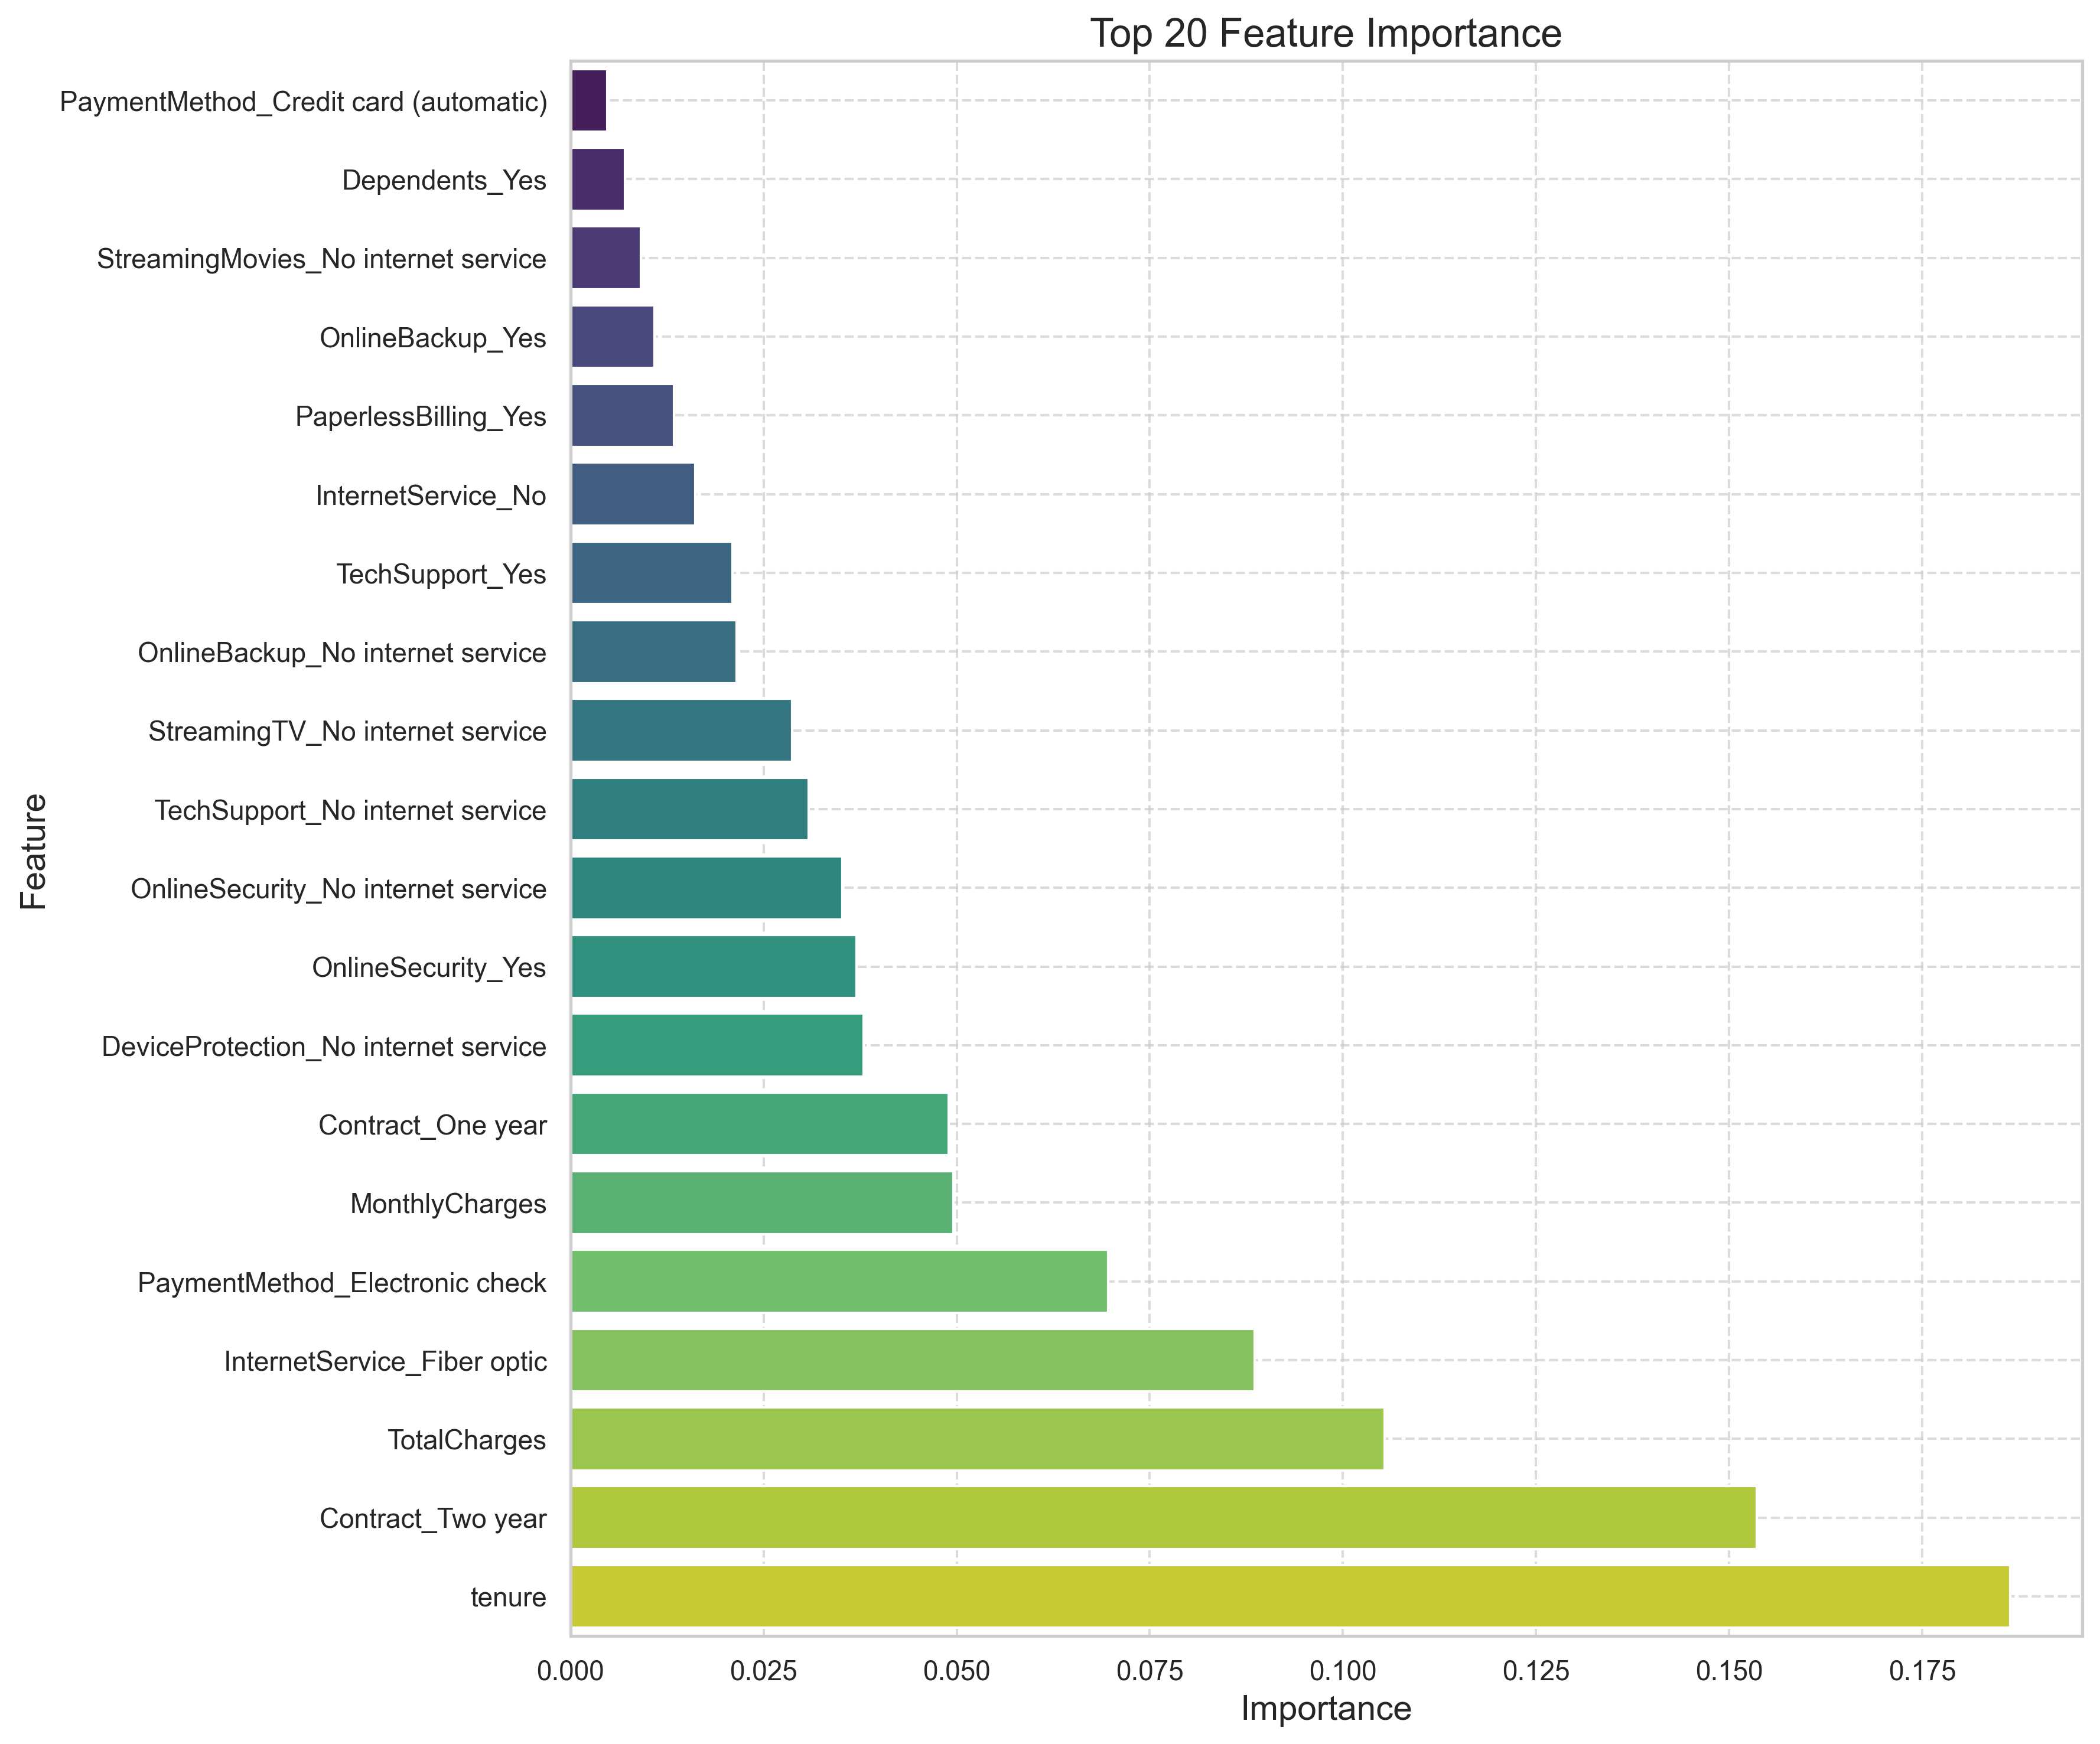 Top 20 Feature Importance
Feature
PaymentMethod_Credit card (automatic)
Dependents_Yes
StreamingMovies_No internet service
OnlineBackup_Yes
PaperlessBilling_Yes
InternetService_No
TechSupport_Yes
OnlineBackup_No internet service
StreamingTV_No internet service
TechSupport_No internet service
OnlineSecurity_No internet service
OnlineSecurity_Yes
DeviceProtection_No internet service
Contract_One year
MonthlyCharges
PaymentMethod_Electronic check
InternetService_Fiber optic
TotalCharges
Contract_Two year
tenure
0.000 0.025 0.050 0.075 0.100 0.125 0.150 0.175
Importance